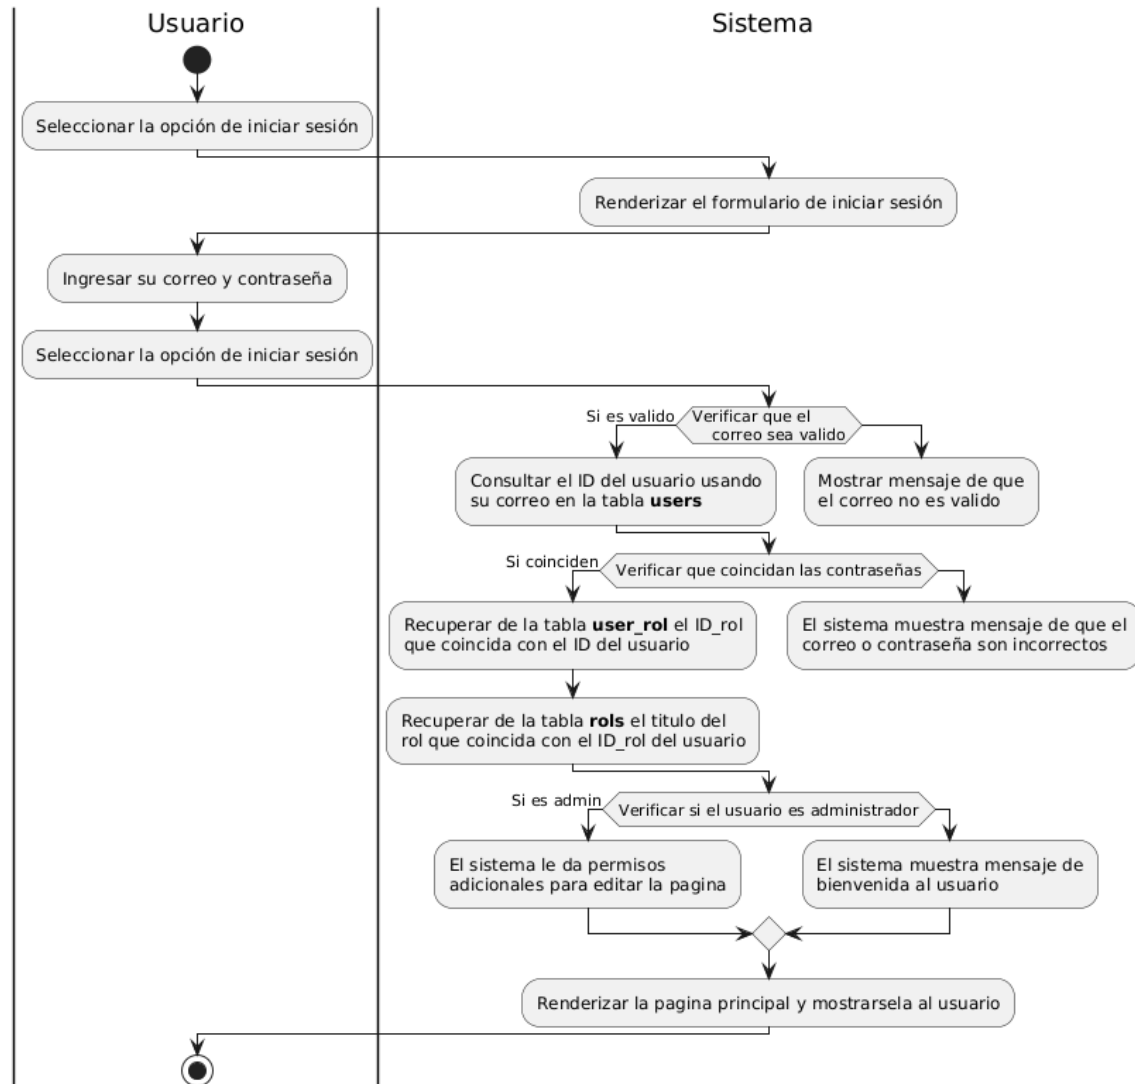 Usuario
Sistema
Seleccionar la opción de iniciar sesión
Renderizar el formulario de iniciar sesión
Ingresar su correo y contraseña
Seleccionar la opción de iniciar sesión
Si es valido
Verificar que el
correo sea valido
Consultar el ID del usuario usando
su correo en la tabla users
Mostrar mensaje de que
el correo no es valido
Si coinciden
Verificar que coincidan las contraseñas
Recuperar de la tabla user_rol el ID_rol
que coincida con el ID del usuario
El sistema muestra mensaje de que el
correo o contraseña son incorrectos
Recuperar de la tabla rols el titulo del
rol que coincida con el ID_rol del usuario
Si es admin
Verificar si el usuario es administrador
El sistema le da permisos
adicionales para editar la pagina
El sistema muestra mensaje de
bienvenida al usuario
Renderizar la pagina principal y mostrarsela al usuario